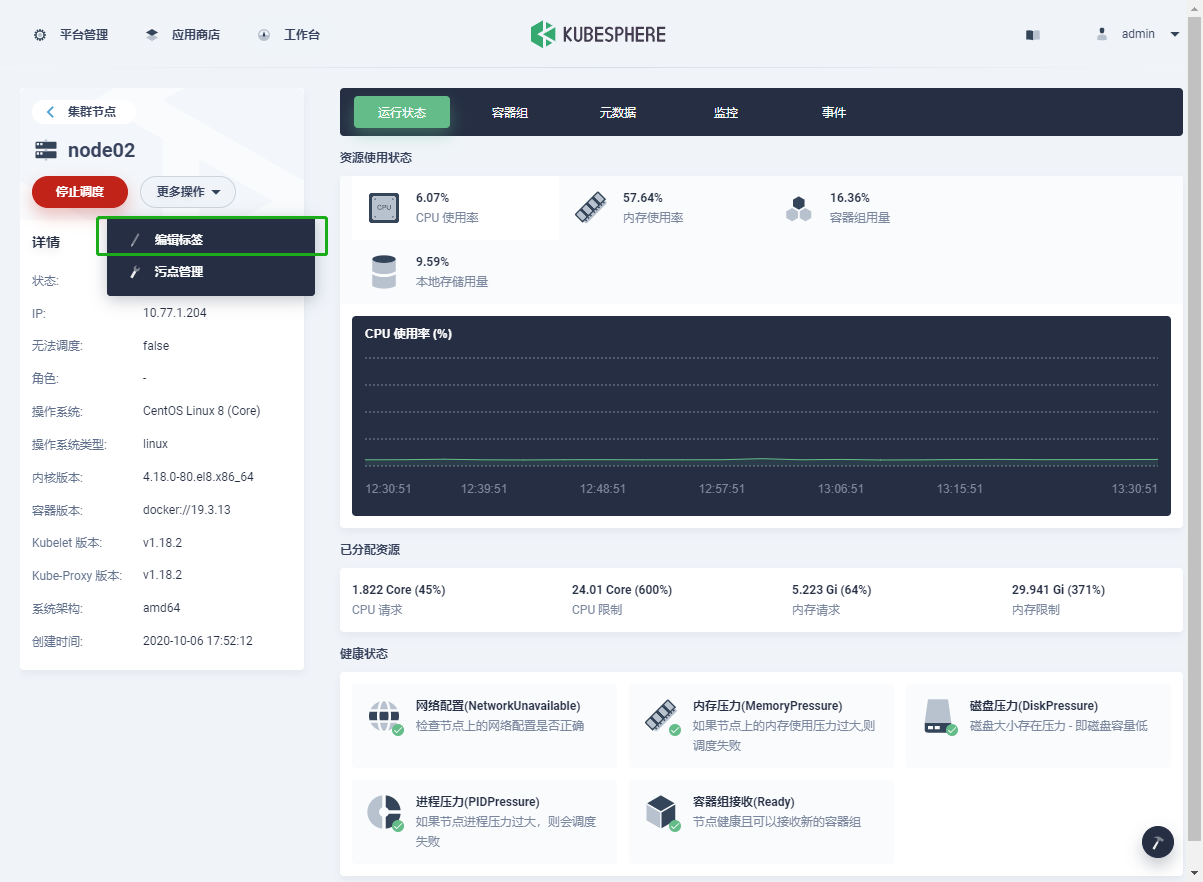 平台管理
应用商店
工作台
KUBESPHERE
admin
集群节点
node02
停止调度
更多操作
编辑标签
污点管理
详情
状态:
IP: 10.77.1.204
无法调度: false
角色: -
操作系统: CentOS Linux 8 (Core)
操作系统类型: linux
内核版本: 4.18.0-80.el8.x86_64
容器版本: docker://19.3.13
Kubelet 版本: v1.18.2
Kube-Proxy 版本: v1.18.2
系统架构: amd64
创建时间: 2020-10-06 17:52:12
运行状态
容器组
元数据
监控
事件
资源使用状态
CPU
6.07%
CPU 使用率
57.64%
内存使用率
16.36%
容器组用量
9.59%
本地存储用量
CPU 使用率 (%)
12:30:51 12:39:51 12:48:51 12:57:51 13:06:51 13:15:51 13:30:51
已分配资源
1.822 Core (45%)
CPU 请求
24.01 Core (600%)
CPU 限制
5.223 Gi (64%)
内存请求
29.941 Gi (371%)
内存限制
健康状态
网络配置(NetworkUnavailable)
检查节点上的网络配置是否正确
内存压力(MemoryPressure)
如果节点上的内存使用压力过大,则
调度失败
磁盘压力(DiskPressure)
磁盘大小存在压力 - 即磁盘容量低
进程压力(PIDPressure)
如果节点进程压力过大，则会调度
失败
容器组接收(Ready)
节点健康且可以接收新的容器组